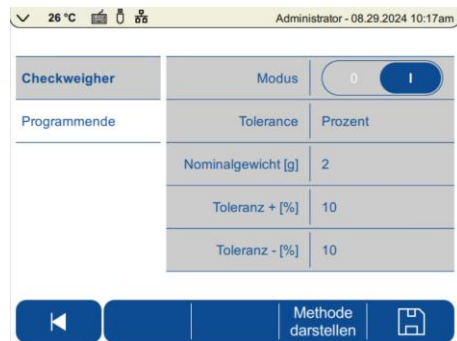 26 °C Administrator - 08.29.2024 10:17am
Checkweigher
Programmende
Modus 0 I
Tolerance Prozent
Nominalgewicht [g] 2
Toleranz + [%] 10
Toleranz - [%] 10
Methode
darstellen